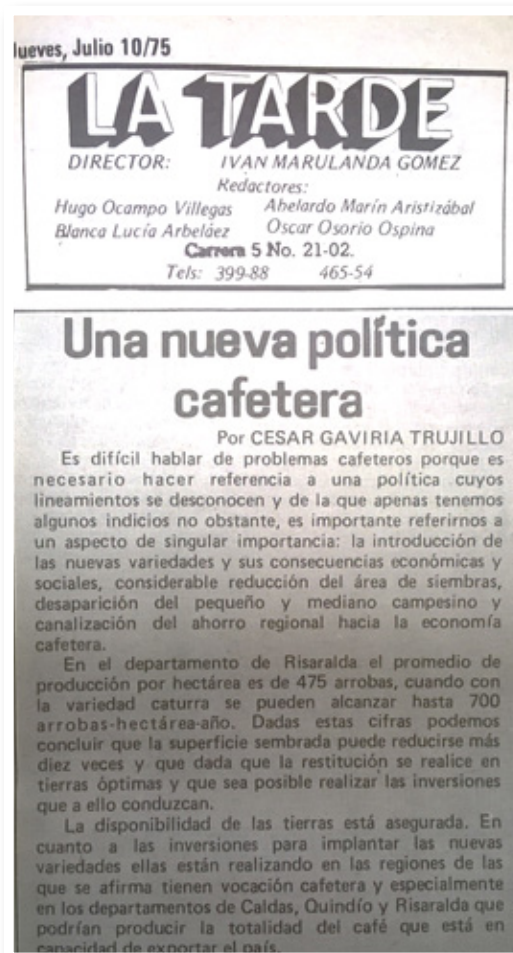 Jueves, Julio 10/75
LA TARDE
DIRECTOR: IVAN MARULANDA GOMEZ
Redactores:
Hugo Ocampo Villegas Abelardo Marín Aristizábal
Blanca Lucía Arbeláez Oscar Osorio Ospina
Carrera 5 No. 21-02.
Tels: 399-88 465-54
Una nueva política
cafetera
Por CESAR GAVIRIA TRUJILLO
Es difícil hablar de problemas cafeteros porque es
necesario hacer referencia a una política cuyos
lineamientos se desconocen y de la que apenas tenemos
algunos indicios no obstante, es importante referirnos a
un aspecto de singular importancia: la introducción de
las nuevas variedades y sus consecuencias económicas y
sociales, considerable reducción del área de siembras,
desaparición del pequeño y mediano campesino y
canalización del ahorro regional hacia la economía
cafetera.
En el departamento de Risaralda el promedio de
producción por hectárea es de 475 arrobas, cuando con
la variedad caturra se pueden alcanzar hasta 700
arrobas-hectárea-año. Dadas estas cifras podemos
concluir que la superficie sembrada puede reducirse más
diez veces y que dada que la restitución se realice en
tierras óptimas y que sea posible realizar las inversiones
que a ello conduzcan.
La disponibilidad de las tierras está asegurada. En
cuanto a las inversiones para implantar las nuevas
variedades ellas están realizando en las regiones de las
que se afirma tienen vocación cafetera y especialmente
en los departamentos de Caldas, Quindío y Risaralda que
podrían producir la totalidad del café que está en
capacidad de exportar el país.